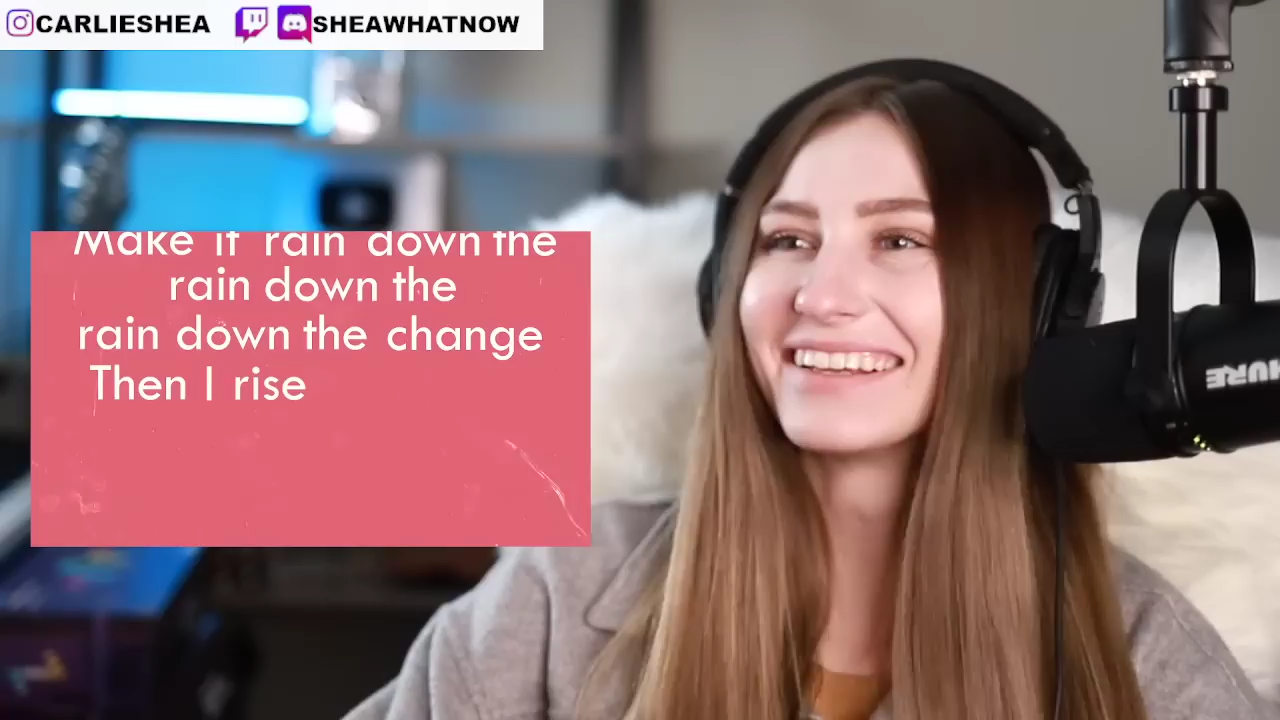 CARLIESHEA SHEAWHATNOW
Make it rain down the
rain down the
rain down the change
Then I rise
SHURE